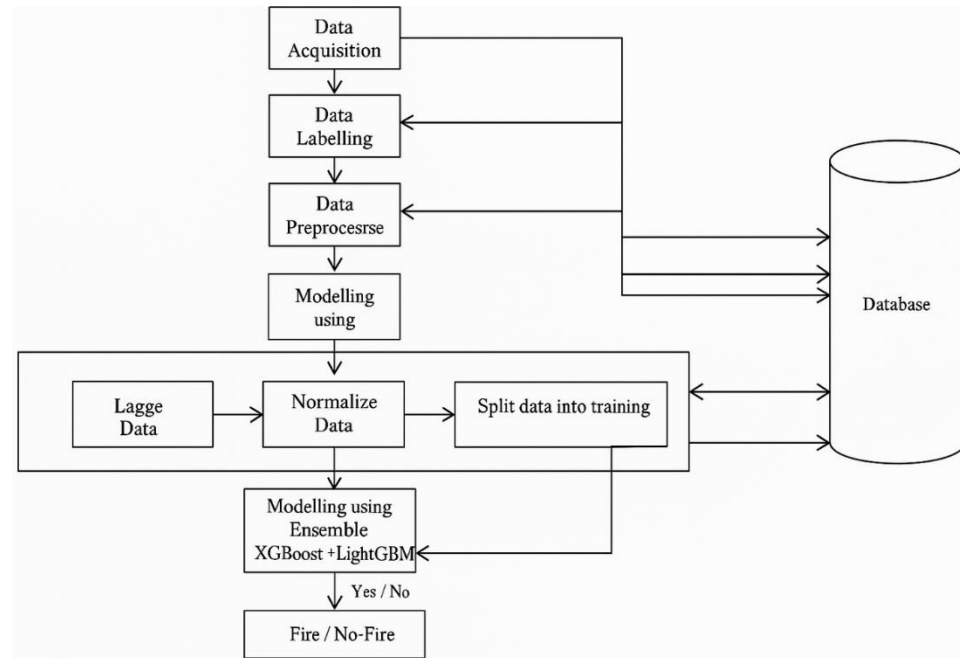 Data
Acquisition
Data
Labelling
Data
Preprocesrse
Modelling
using
Database
Lagge
Data
Normalize
Data
Split data into training
Modelling using
Ensemble
XGBoost +LightGBM
Yes / No
Fire / No-Fire